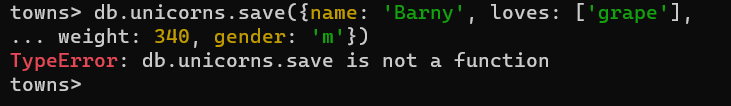 towns> db.unicorns.save({name: 'Barny', loves: ['grape'],
... weight: 340, gender: 'm'})
TypeError: db.unicorns.save is not a function
towns>